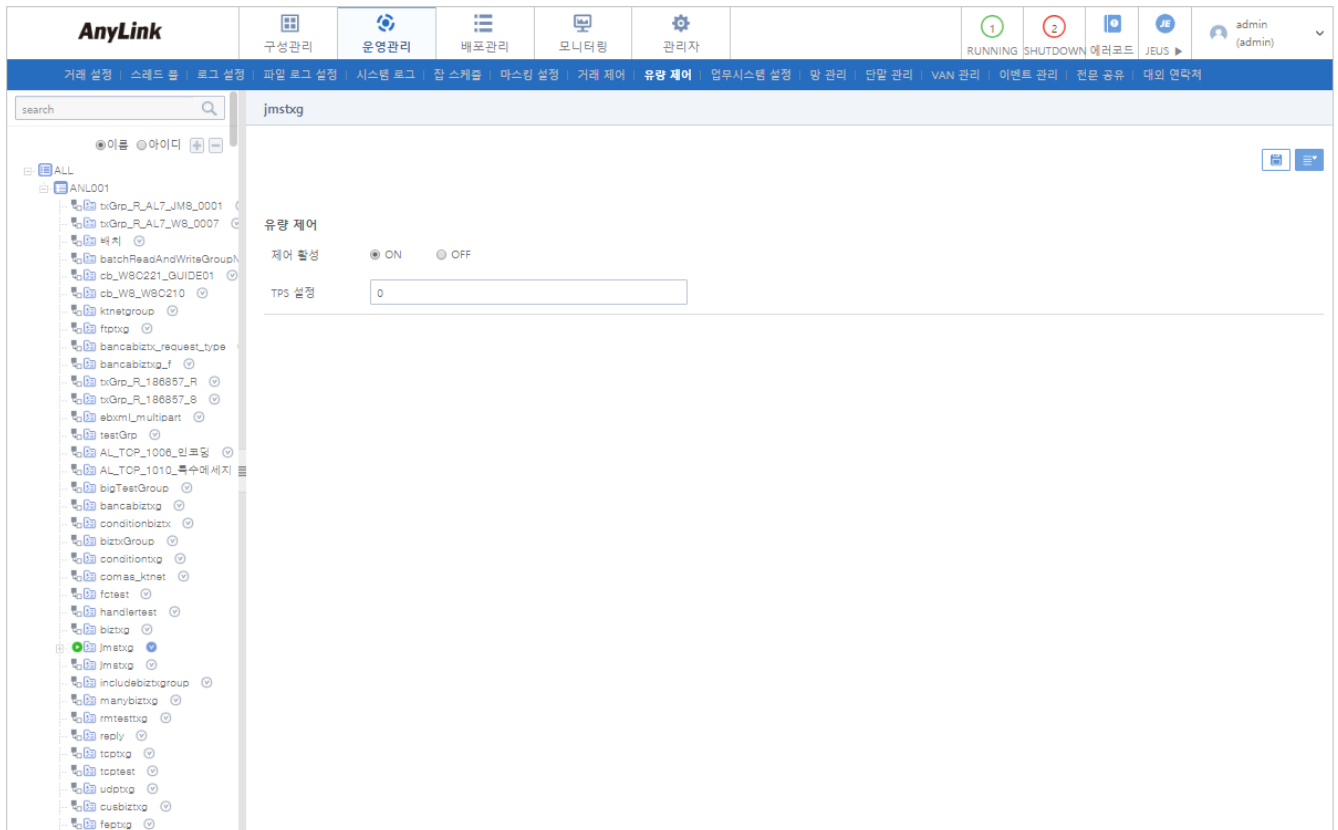 AnyLink
구성관리
운영관리
배포관리
모니터링
관리자
1
RUNNING
2
SHUTDOWN
에러코드
JE
JEUS ▶
admin
(admin)
거래 설정 | 스레드 풀 | 로그 설정 | 파일 로그 설정 | 시스템 로그 | 잡 스케줄 | 마스킹 설정 | 거래 제어 | 유량 제어 | 업무시스템 설정 | 망 관리 | 단말 관리 | VAN 관리 | 이벤트 관리 | 전문 공유 | 대외 연락처
search
이름 아이디
ALL
ANL001
txGrp_R_AL7_JMS_0001
txGrp_R_AL7_WS_0007
배치
batchReadAndWriteGroupN
cb_WSC221_GUIDE01
cb_WS_WSC210
ktnetgroup
ftptxg
bancabiztx_request_type
bancabiztxg_f
txGrp_R_186857_R
txGrp_R_186857_S
ebxml_multipart
testGrp
AL_TCP_1006_인코딩
AL_TCP_1010_특수메세지
bigTestGroup
bancabiztxg
conditionbiztx
biztxGroup
conditiontxg
comas_ktnet
fctest
handlertest
biztxg
jmstxg
jmstxg
includebiztxgroup
manybiztxg
rmtesttxg
reply
tcptxg
tcptest
udptxg
cusbiztxg
feptxg
jmstxg
유량 제어
제어 활성 ON OFF
TPS 설정 0